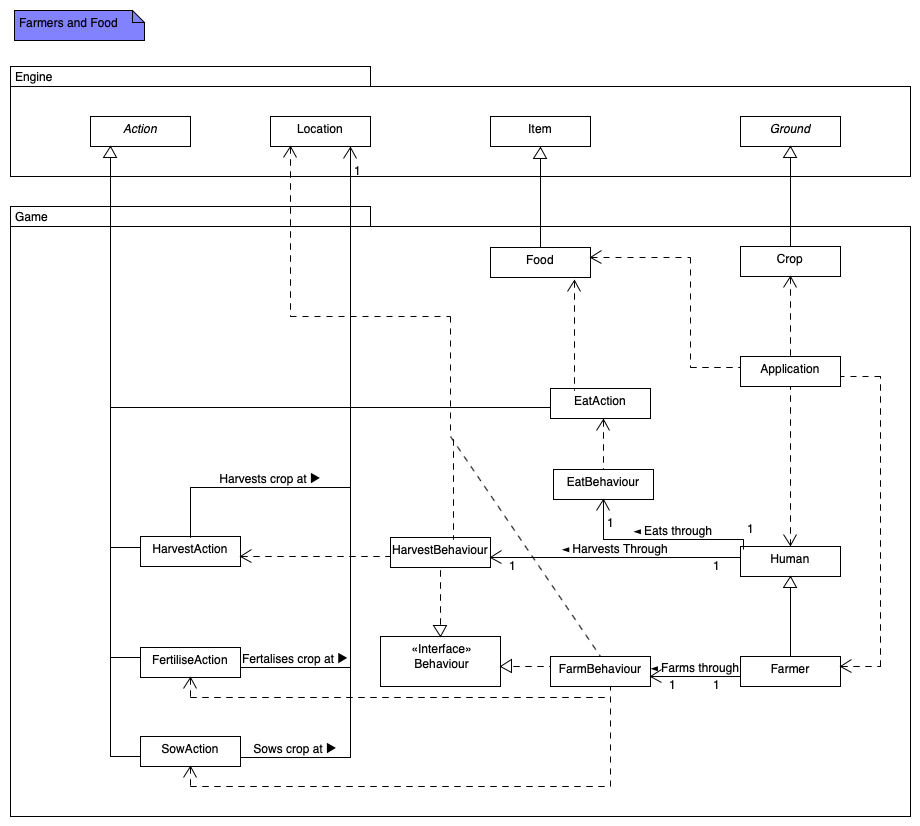 Farmers and Food
Engine
Action
Location
Item
Ground
1
Game
Food
Crop
Application
EatAction
Harvests crop at ▶
EatBehaviour
1
◄ Eats through
1
HarvestAction
HarvestBehaviour
◄ Harvests Through
1
1
Human
«Interface»
Behaviour
FertiliseAction
Fertalises crop at ▶
FarmBehaviour
◄ Farms through
1
1
Farmer
SowAction
Sows crop at ▶